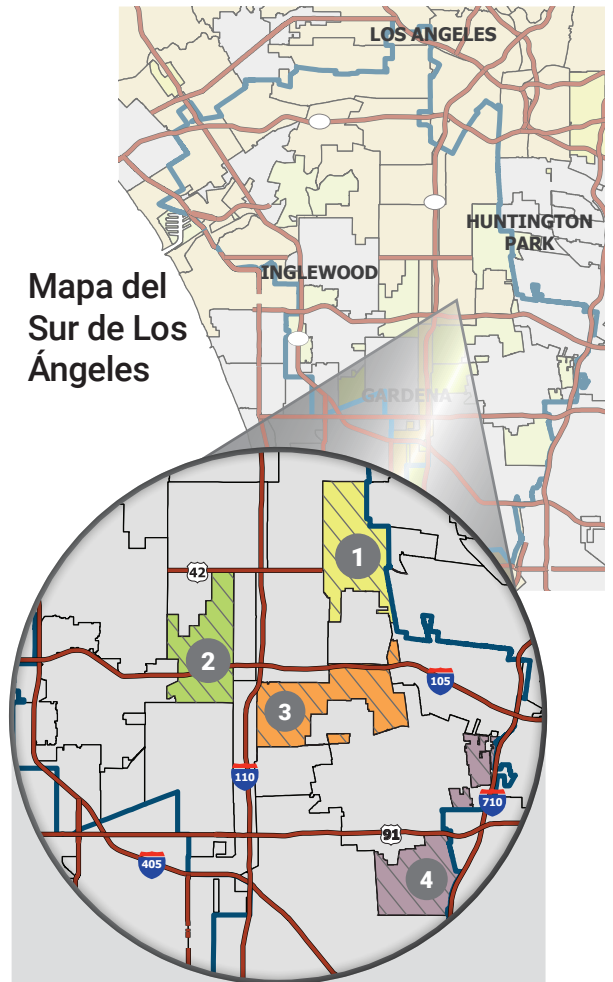 LOS ANGELES
HUNTINGTON
PARK
INGLEWOOD
Mapa del
Sur de Los
Ángeles
GARDENA
1
42
2
105
3
110
710
91
405
4